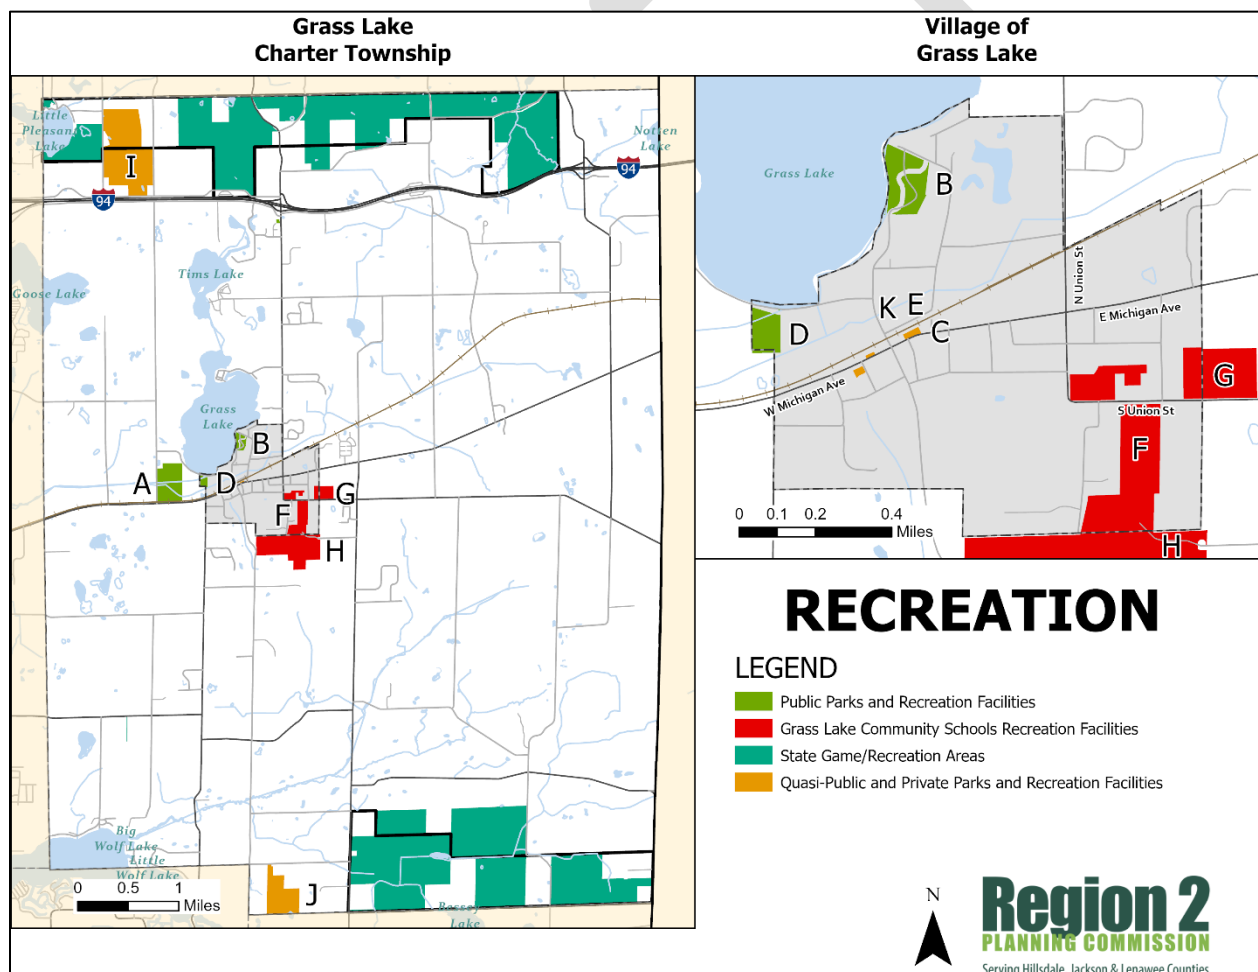 Grass Lake
Charter Township
Village of
Grass Lake
Little
Pleasant
Lake
I
94
94
Notten
Lake
Tims Lake
Goose Lake
Grass
Lake
B
A
D
G
F
H
Big
Wolf Lake
Little
Wolf Lake
J
Bassey
Lake
0 0.5 1
Miles
Grass Lake
B
N Union St
K E
E Michigan Ave
D
C
W Michigan Ave
G
S Union St
F
0 0.1 0.2 0.4
Miles
H
RECREATION
LEGEND
Public Parks and Recreation Facilities
Grass Lake Community Schools Recreation Facilities
State Game/Recreation Areas
Quasi-Public and Private Parks and Recreation Facilities
N
Region 2
PLANNING COMMISSION
Serving Hillsdale, Jackson & Lenawee Counties